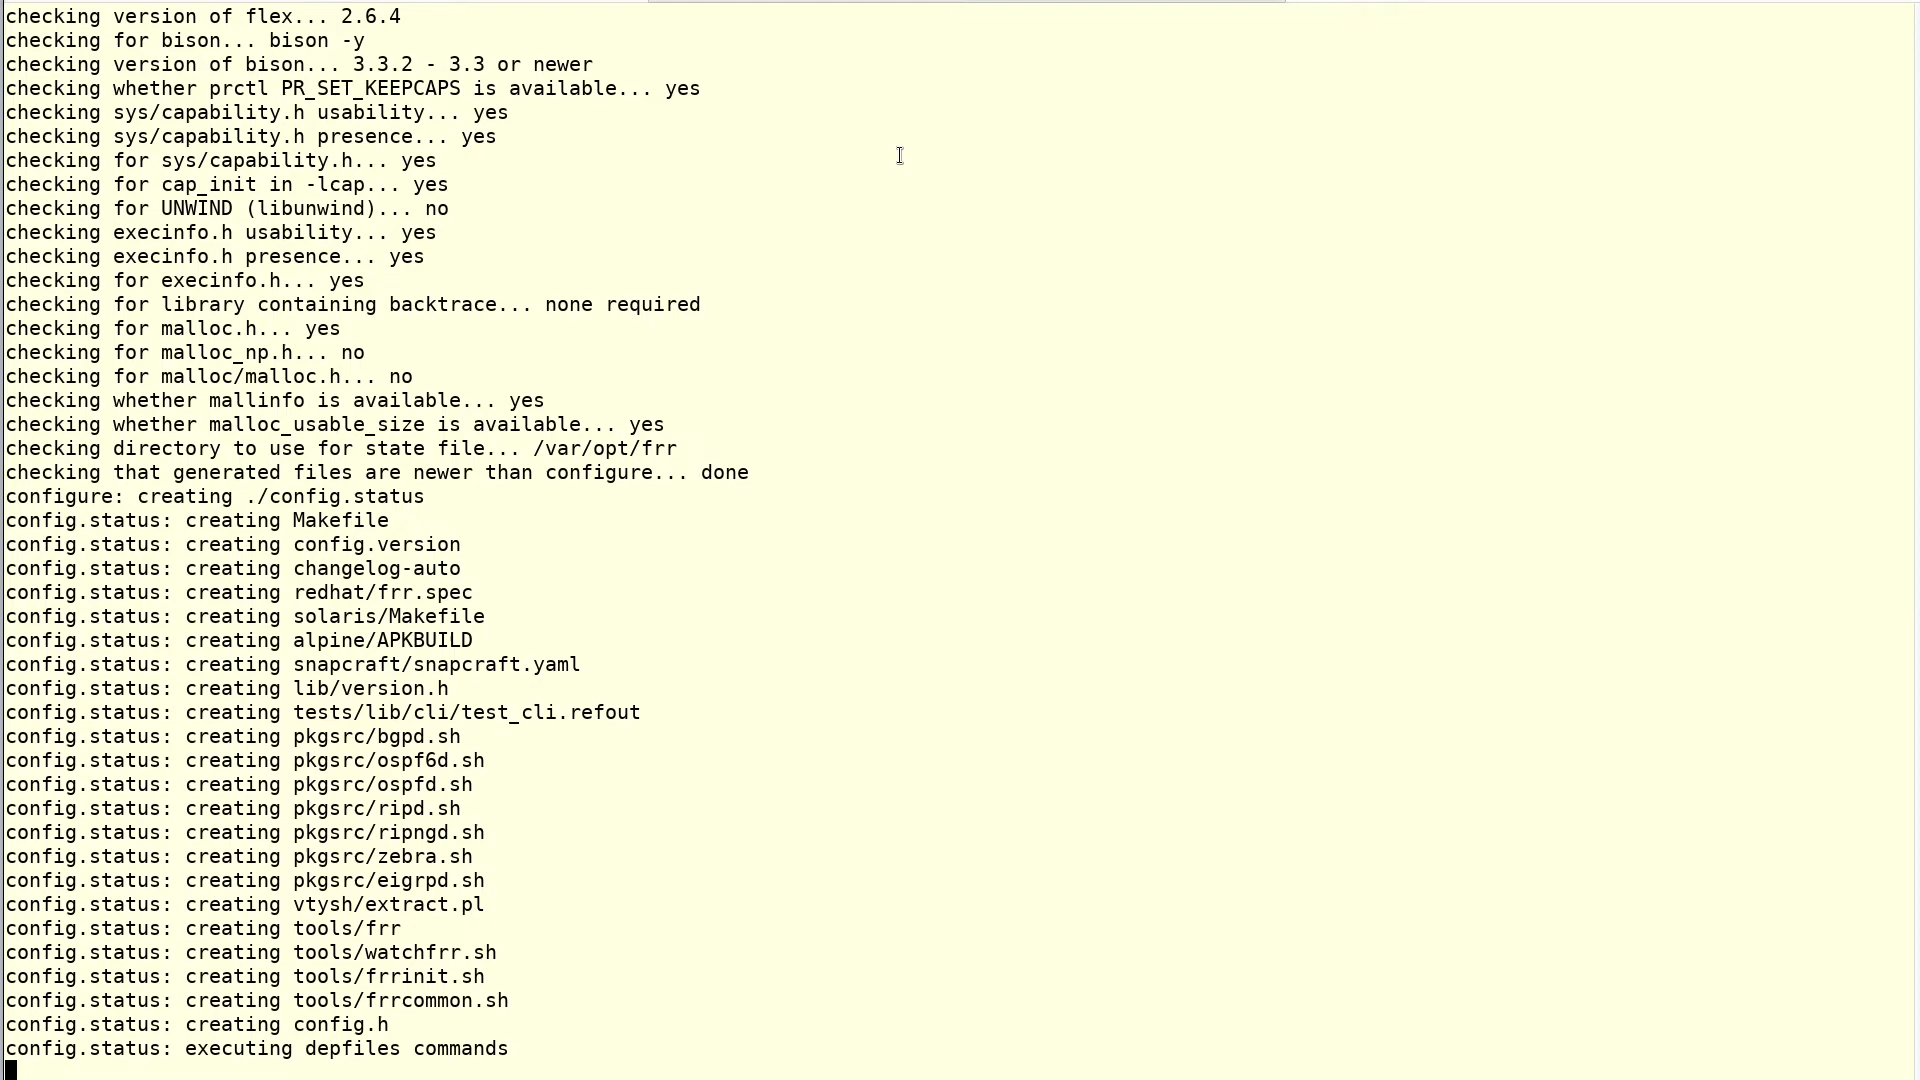 checking version of flex... 2.6.4
checking for bison... bison -y
checking version of bison... 3.3.2 - 3.3 or newer
checking whether prctl PR_SET_KEEPCAPS is available... yes
checking sys/capability.h usability... yes
checking sys/capability.h presence... yes
checking for sys/capability.h... yes
checking for cap_init in -lcap... yes
checking for UNWIND (libunwind)... no
checking execinfo.h usability... yes
checking execinfo.h presence... yes
checking for execinfo.h... yes
checking for library containing backtrace... none required
checking for malloc.h... yes
checking for malloc_np.h... no
checking for malloc/malloc.h... no
checking whether mallinfo is available... yes
checking whether malloc_usable_size is available... yes
checking directory to use for state file... /var/opt/frr
checking that generated files are newer than configure... done
configure: creating ./config.status
config.status: creating Makefile
config.status: creating config.version
config.status: creating changelog-auto
config.status: creating redhat/frr.spec
config.status: creating solaris/Makefile
config.status: creating alpine/APKBUILD
config.status: creating snapcraft/snapcraft.yaml
config.status: creating lib/version.h
config.status: creating tests/lib/cli/test_cli.refout
config.status: creating pkgsrc/bgpd.sh
config.status: creating pkgsrc/ospf6d.sh
config.status: creating pkgsrc/ospfd.sh
config.status: creating pkgsrc/ripd.sh
config.status: creating pkgsrc/ripngd.sh
config.status: creating pkgsrc/zebra.sh
config.status: creating pkgsrc/eigrpd.sh
config.status: creating vtysh/extract.pl
config.status: creating tools/frr
config.status: creating tools/watchfrr.sh
config.status: creating tools/frrinit.sh
config.status: creating tools/frrcommon.sh
config.status: creating config.h
config.status: executing depfiles commands